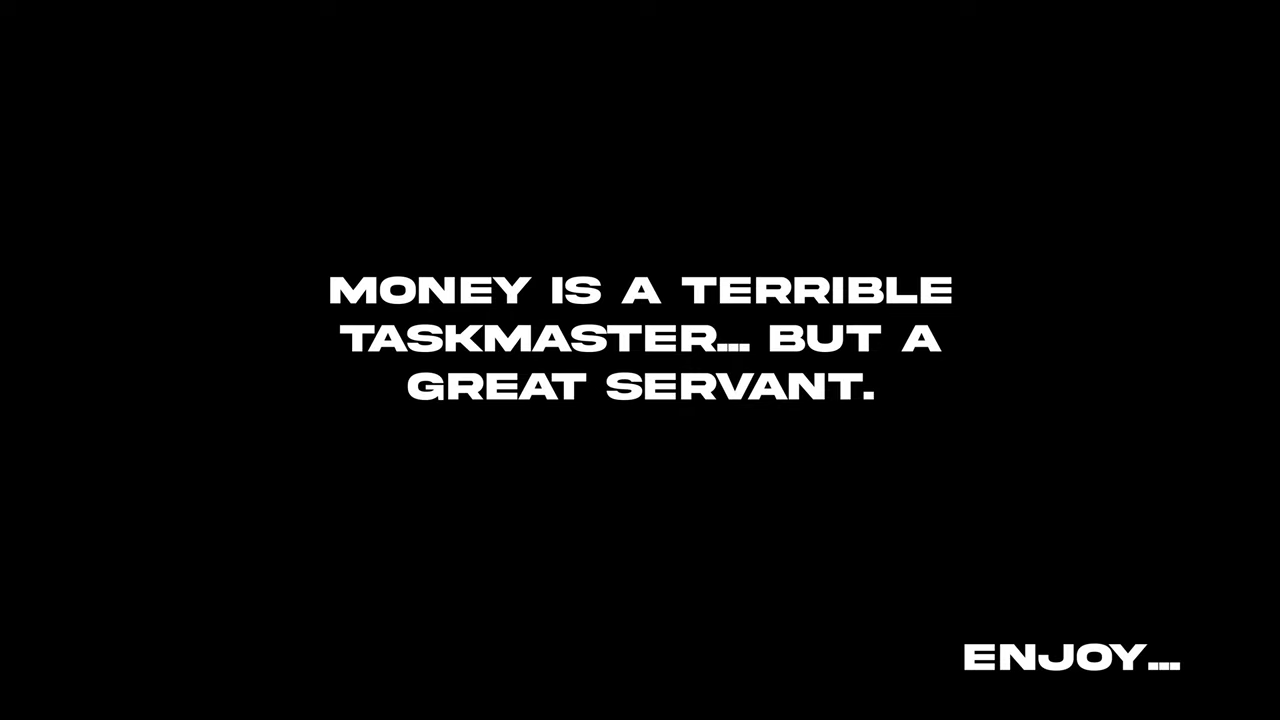 MONEY IS A TERRIBLE
TASKMASTER... BUT A
GREAT SERVANT.
ENJOY...